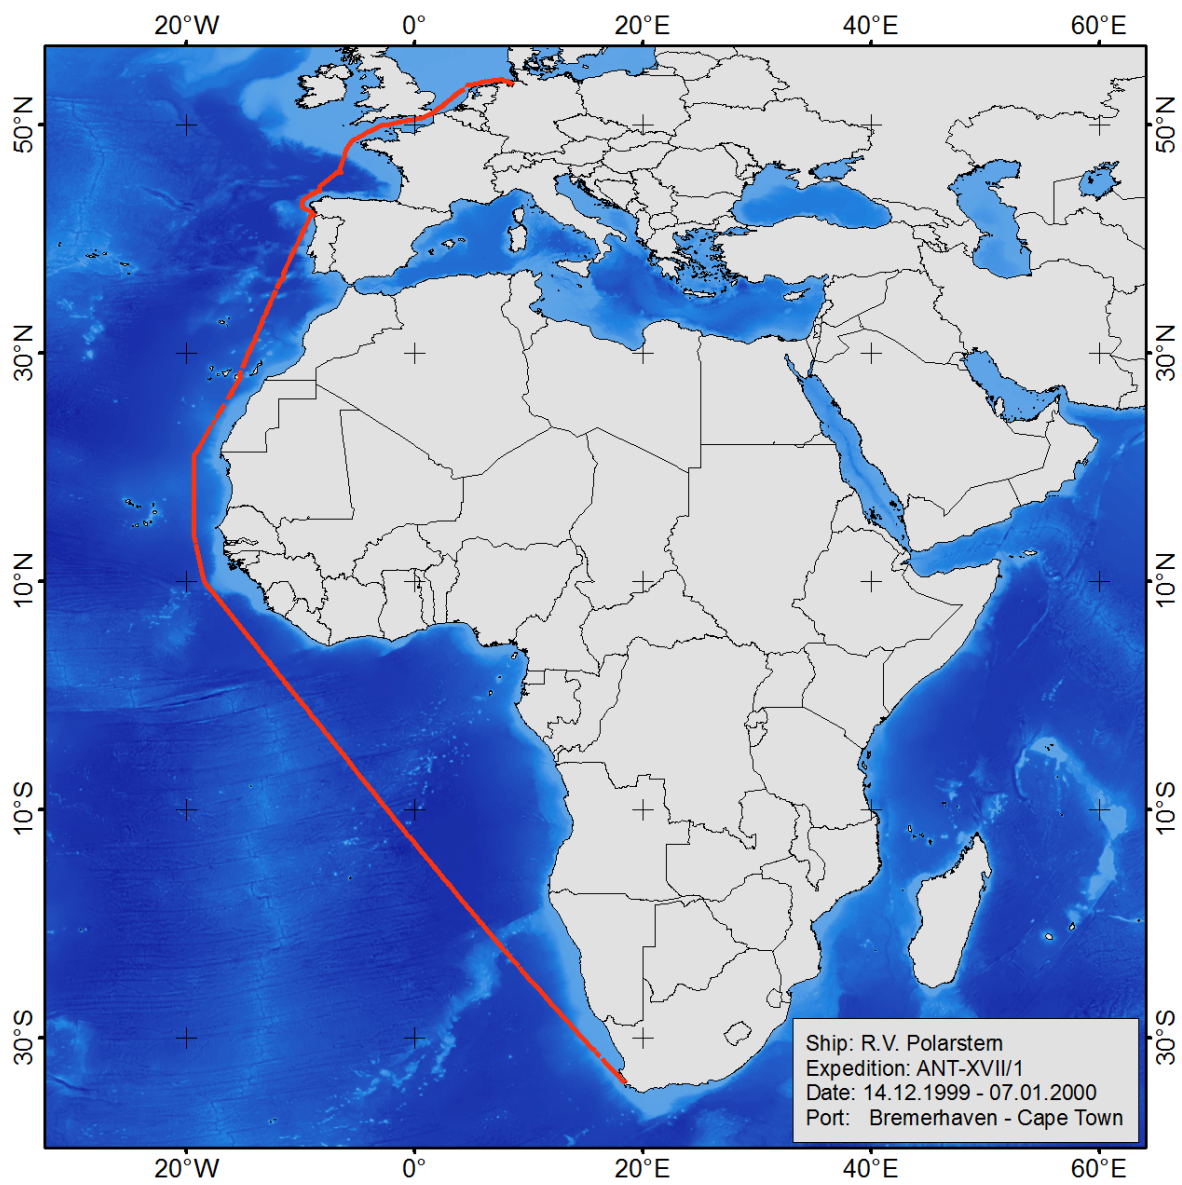 20°W 0° 20°E 40°E 60°E
50°N 50°N
30°N 30°N
10°N 10°N
10°S 10°S
30°S 30°S
Ship: R.V. Polarstern
Expedition: ANT-XVII/1
Date: 14.12.1999 - 07.01.2000
Port: Bremerhaven - Cape Town
20°W 0° 20°E 40°E 60°E